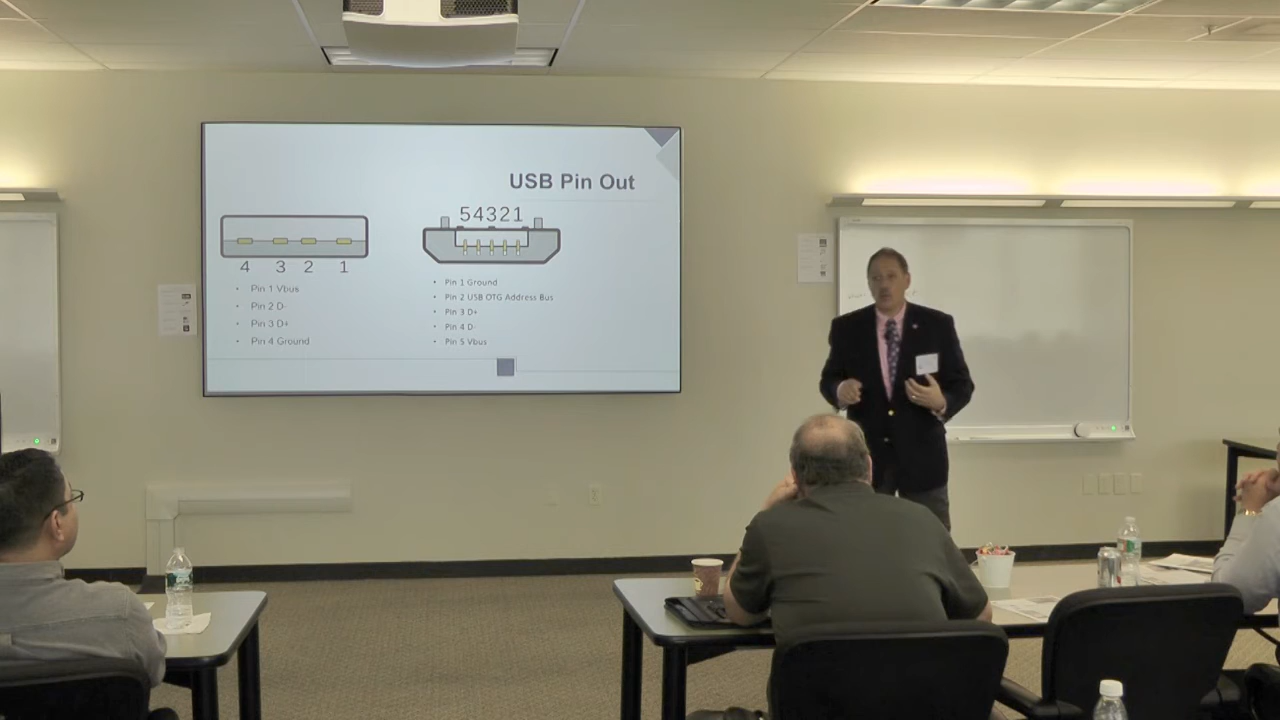 USB Pin Out
54321
4 3 2 1
• Pin 1 Vbus
• Pin 2 D-
• Pin 3 D+
• Pin 4 Ground
• Pin 1 Ground
• Pin 2 USB OTG Address Bus
• Pin 3 D+
• Pin 4 D-
• Pin 5 Vbus